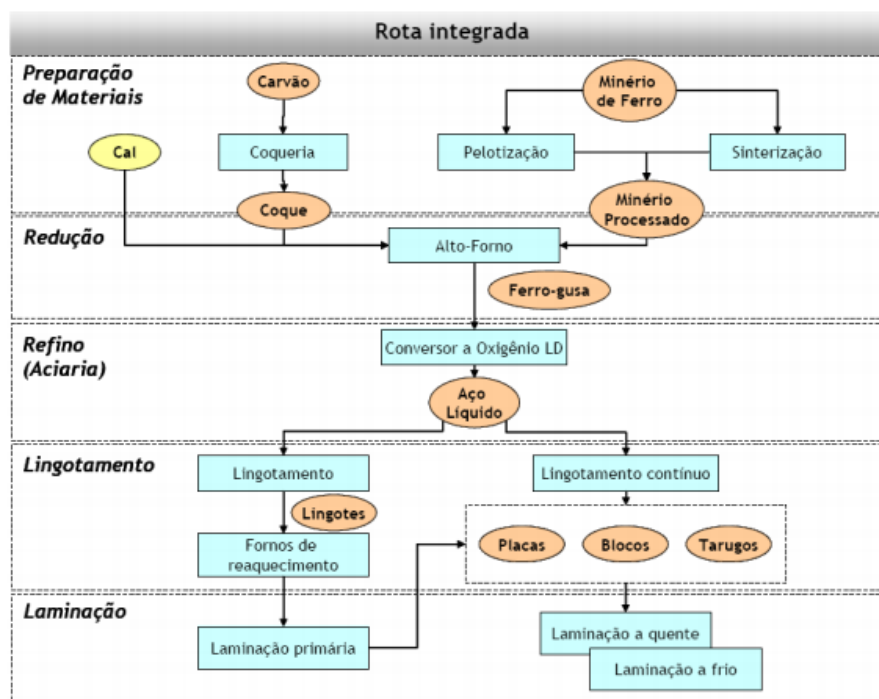 Rota integrada
Preparação
de Materiais
Carvão
Minério
de Ferro
Cal
Coqueria
Pelotização
Sinterização
Coque
Minério
Processado
Redução
Alto-Forno
Ferro-gusa
Refino
(Aciaria)
Conversor a Oxigênio LD
Aço
Líquido
Lingotamento
Lingotamento
Lingotamento contínuo
Lingotes
Fornos de
reaquecimento
Placas
Blocos
Tarugos
Laminação
Laminação primária
Laminação a quente
Laminação a frio